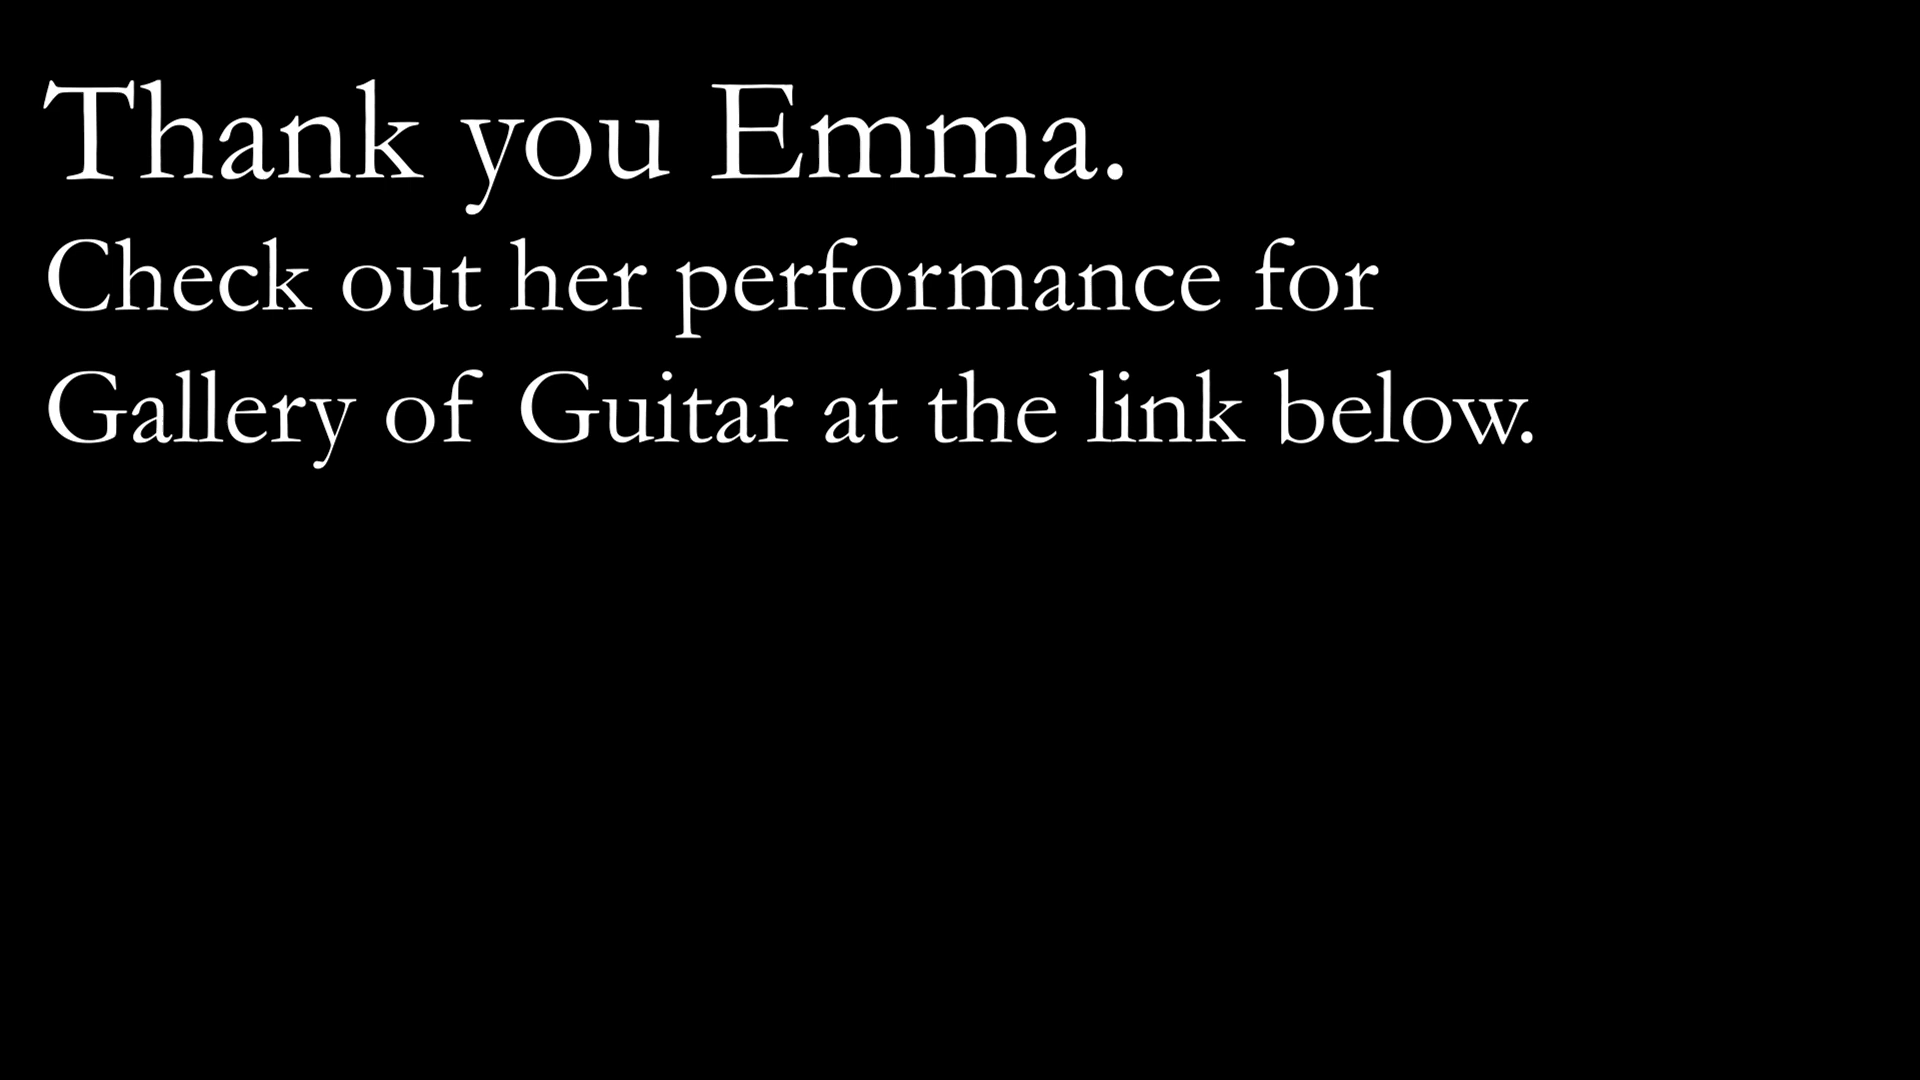 Thank you Emma.
Check out her performance for
Gallery of Guitar at the link below.